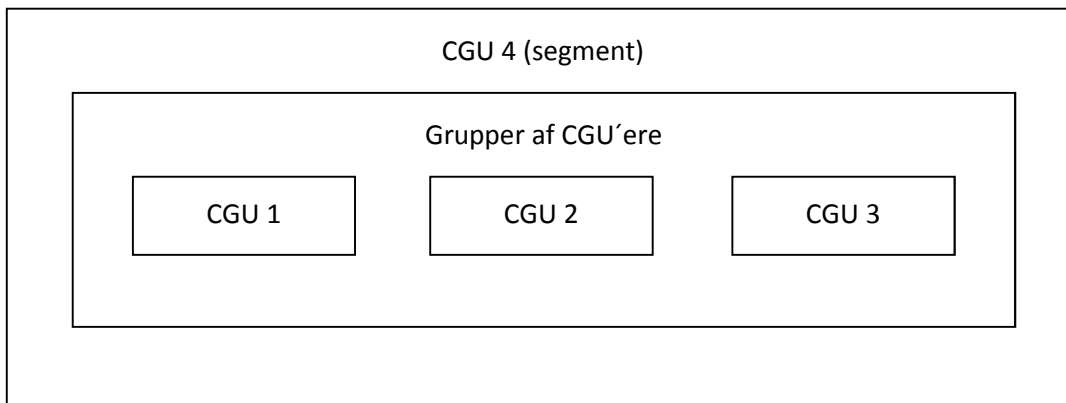 CGU 4 (segment)
Grupper af CGU´ere
CGU 1
CGU 2
CGU 3